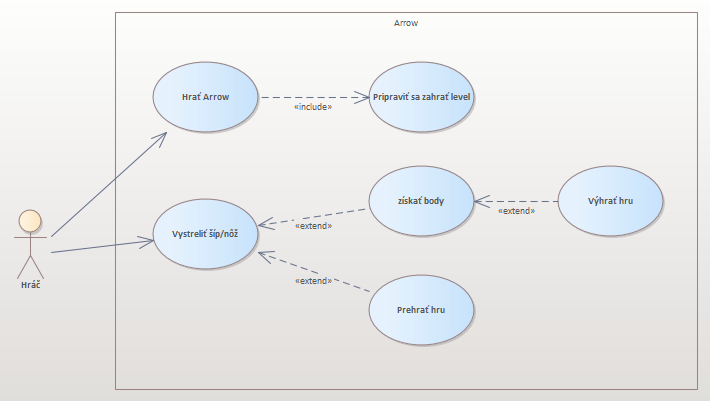 Arrow
Hrať Arrow
«include»
Pripraviť sa zahrať level
získať body
Výhrať hru
«extend»
«extend»
Vystreliť šíp/nôž
«extend»
Hráč
Prehrať hru